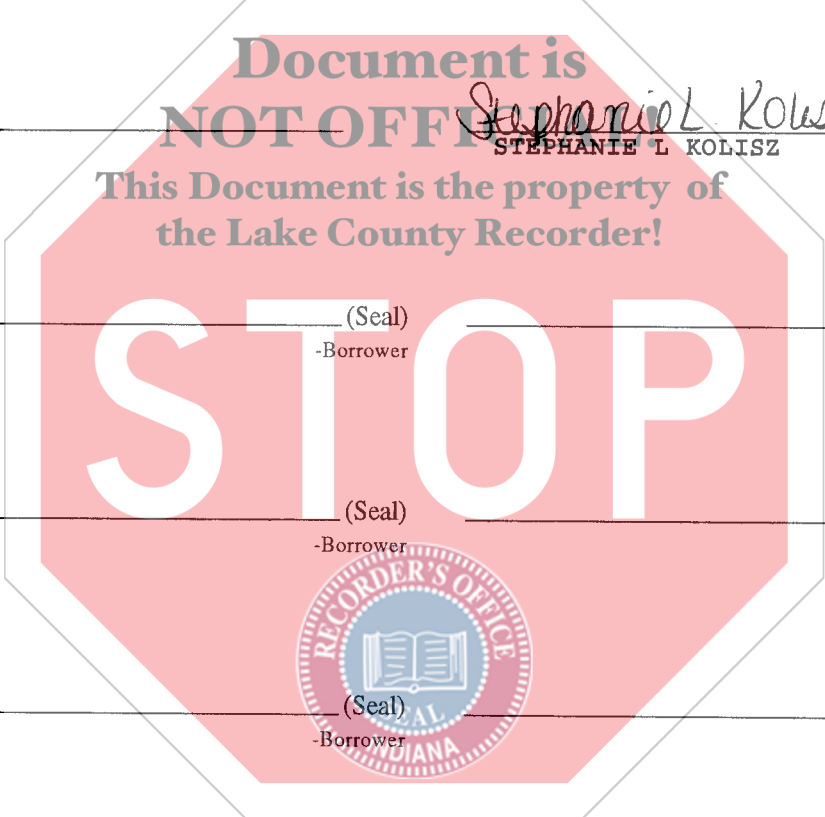 Document is
NOT OFFICIAL!
Stephanie L Kolis
STEPHANIE L KOLISZ
This Document is the property of
the Lake County Recorder!
(Seal)
-Borrower
STOP
(Seal)
-Borrower
RECORDER'S OFFICE
(Seal)
SEAL
-Borrower
INDIANA